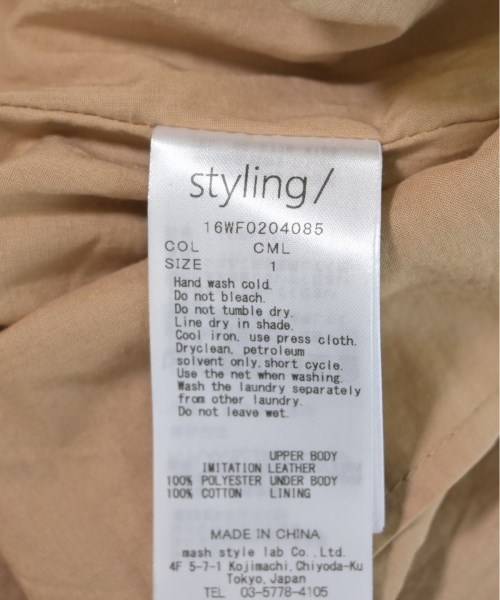 styling/
16WF0204085
COL CML
SIZE 1
Hand wash cold.
Do not bleach.
Do not tumble dry.
Line dry in shade.
Cool iron, use press cloth.
Dryclean, petroleum
solvent only,short cycle.
Use the net when washing.
Wash the laundry separately
from other laundry.
Do not leave wet.
UPPER BODY
IMITATION LEATHER
100% POLYESTER UNDER BODY
100% COTTON LINING
MADE IN CHINA
mash style lab Co.,Ltd.
4F 5-7-1 Kojimachi,Chiyoda-Ku
Tokyo,Japan
TEL 03-5778-4105